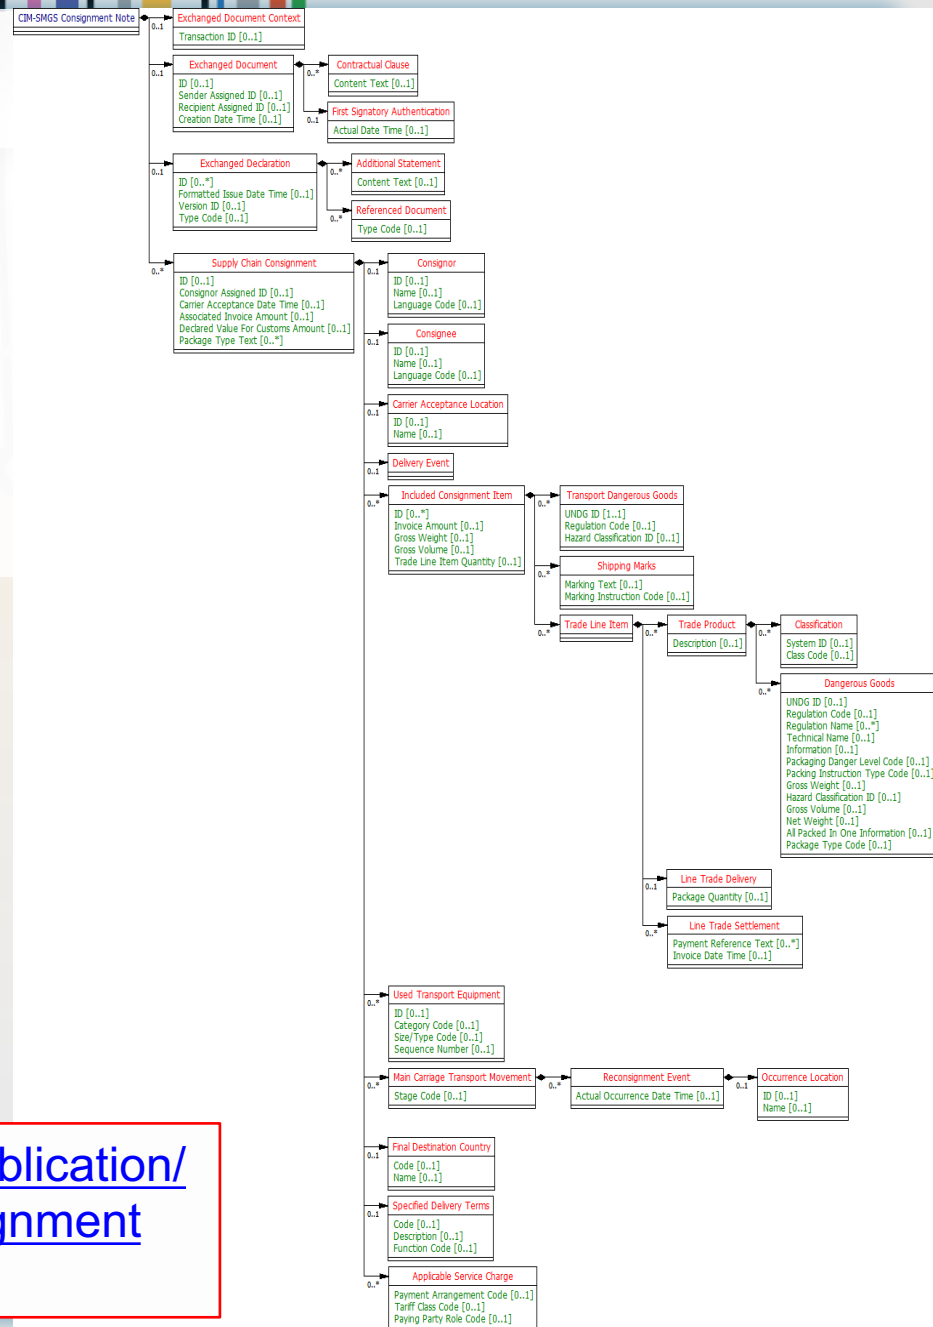 CIM-SMGS Consignment Note
0..1
Exchanged Document Context
Transaction ID [0..1]
0..1
Exchanged Document
ID [0..1]
Sender Assigned ID [0..1]
Recipient Assigned ID [0..1]
Creation Date Time [0..1]
0..*
Contractual Clause
Content Text [0..1]
0..1
First Signatory Authentication
Actual Date Time [0..1]
0..1
Exchanged Declaration
ID [0..*]
Formatted Issue Date Time [0..1]
Version ID [0..1]
Type Code [0..1]
0..*
Additional Statement
Content Text [0..1]
0..*
Referenced Document
Type Code [0..1]
0..*
Supply Chain Consignment
ID [0..1]
Consignor Assigned ID [0..1]
Carrier Acceptance Date Time [0..1]
Associated Invoice Amount [0..1]
Declared Value For Customs Amount [0..1]
Package Type Text [0..*]
0..1
Consignor
ID [0..1]
Name [0..1]
Language Code [0..1]
0..1
Consignee
ID [0..1]
Name [0..1]
Language Code [0..1]
0..1
Carrier Acceptance Location
ID [0..1]
Name [0..1]
0..1
Delivery Event
0..*
Included Consignment Item
ID [0..*]
Invoice Amount [0..1]
Gross Weight [0..1]
Gross Volume [0..1]
Trade Line Item Quantity [0..1]
0..*
Transport Dangerous Goods
UNDG ID [1..1]
Regulation Code [0..1]
Hazard Classification ID [0..1]
0..*
Shipping Marks
Marking Text [0..1]
Marking Instruction Code [0..1]
0..*
Trade Line Item
0..*
Trade Product
Description [0..1]
0..*
Classification
System ID [0..1]
Class Code [0..1]
0..*
Dangerous Goods
UNDG ID [0..1]
Regulation Code [0..1]
Regulation Name [0..*]
Technical Name [0..1]
Information [0..1]
Packaging Danger Level Code [0..1]
Packing Instruction Type Code [0..1]
Gross Weight [0..1]
Hazard Classification ID [0..1]
Gross Volume [0..1]
Net Weight [0..1]
All Packed In One Information [0..1]
Package Type Code [0..1]
0..1
Line Trade Delivery
Package Quantity [0..1]
0..*
Line Trade Settlement
Payment Reference Text [0..*]
Invoice Date Time [0..1]
0..*
Used Transport Equipment
ID [0..1]
Category Code [0..1]
Size/Type Code [0..1]
Sequence Number [0..1]
0..*
Main Carriage Transport Movement
Stage Code [0..1]
0..*
Reconsignment Event
Actual Occurrence Date Time [0..1]
0..1
Occurrence Location
ID [0..1]
Name [0..1]
0..1
Final Destination Country
Code [0..1]
Name [0..1]
0..1
Specified Delivery Terms
Code [0..1]
Description [0..1]
Function Code [0..1]
0..*
Applicable Service Charge
Payment Arrangement Code [0..1]
Tariff Class Code [0..1]
Paying Party Role Code [0..1]
blication/
gnment